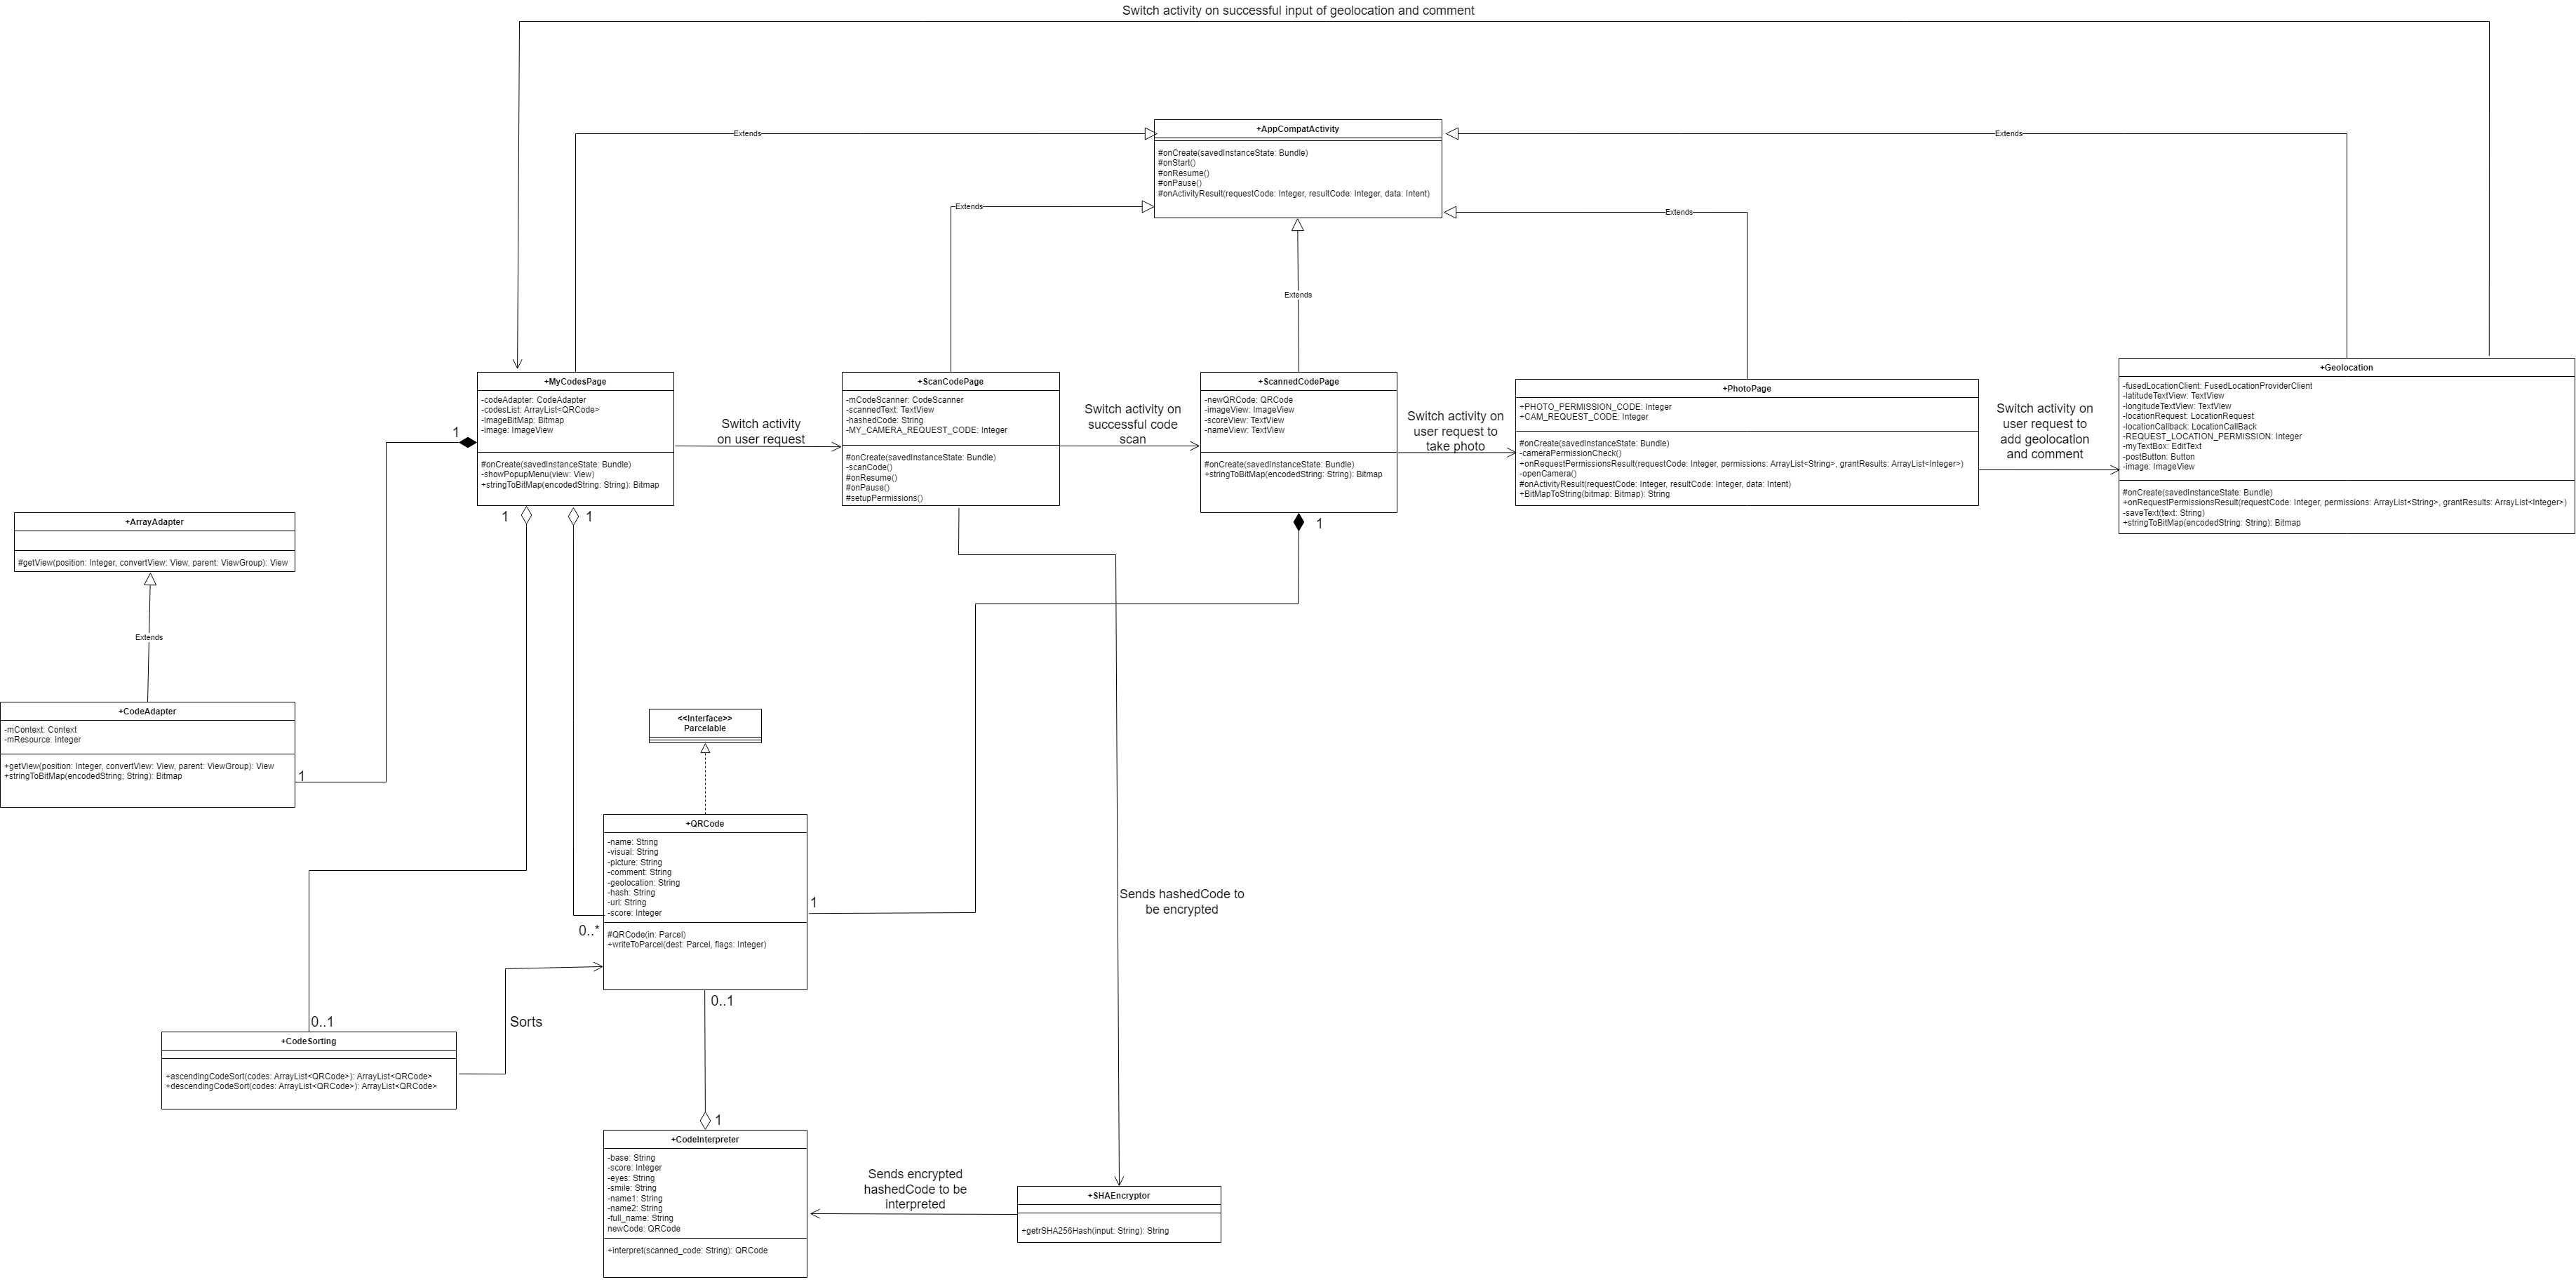 Switch activity on successful input of geolocation and comment
+AppCompatActivity
#onCreate(savedInstanceState: Bundle)
#onStart()
#onResume()
#onPause()
#onActivityResult(requestCode: Integer, resultCode: Integer, data: Intent)
Extends
Extends
Extends
Extends
Extends
+MyCodesPage
-codeAdapter: CodeAdapter
-codesList: ArrayList<QRCode>
-imageBitMap: Bitmap
-image: ImageView
#onCreate(savedInstanceState: Bundle)
-showPopupMenu(view: View)
+stringToBitMap(encodedString: String): Bitmap
1
1
1
Switch activity
on user request
+ScanCodePage
-mCodeScanner: CodeScanner
-scannedText: TextView
-hashedCode: String
-MY_CAMERA_REQUEST_CODE: Integer
#onCreate(savedInstanceState: Bundle)
-scanCode()
#onResume()
#onPause()
#setupPermissions()
Switch activity on
successful code
scan
+ScannedCodePage
-newQRCode: QRCode
-imageView: ImageView
-scoreView: TextView
-nameView: TextView
#onCreate(savedInstanceState: Bundle)
+stringToBitMap(encodedString: String): Bitmap
1
Switch activity on
user request to
take photo
+PhotoPage
+PHOTO_PERMISSION_CODE: Integer
+CAM_REQUEST_CODE: Integer
#onCreate(savedInstanceState: Bundle)
-cameraPermissionCheck()
+onRequestPermissionsResult(requestCode: Integer, permissions: ArrayList<String>, grantResults: ArrayList<Integer>)
-openCamera()
#onActivityResult(requestCode: Integer, resultCode: Integer, data: Intent)
+BitMapToString(bitmap: Bitmap): String
Switch activity on
user request to
add geolocation
and comment
+Geolocation
-fusedLocationClient: FusedLocationProviderClient
-latitudeTextView: TextView
-longitudeTextView: TextView
-locationRequest: LocationRequest
-locationCallback: LocationCallBack
-REQUEST_LOCATION_PERMISSION: Integer
-myTextBox: EditText
-postButton: Button
-image: ImageView
#onCreate(savedInstanceState: Bundle)
+onRequestPermissionsResult(requestCode: Integer, permissions: ArrayList<String>, grantResults: ArrayList<Integer>)
-saveText(text: String)
+stringToBitMap(encodedString: String): Bitmap
+ArrayAdapter
#getView(position: Integer, convertView: View, parent: ViewGroup): View
Extends
+CodeAdapter
-mContext: Context
-mResource: Integer
+getView(position: Integer, convertView: View, parent: ViewGroup): View
+stringToBitMap(encodedString; String): Bitmap
1
<<Interface>>
Parcelable
+QRCode
-name: String
-visual: String
-picture: String
-comment: String
-geolocation: String
-hash: String
-url: String
-score: Integer
#QRCode(in: Parcel)
+writeToParcel(dest: Parcel, flags: Integer)
1
0..*
0..1
Sends hashedCode to
be encrypted
Sorts
0..1
+CodeSorting
+ascendingCodeSort(codes: ArrayList<QRCode>): ArrayList<QRCode>
+descendingCodeSort(codes: ArrayList<QRCode>): ArrayList<QRCode>
1
+CodeInterpreter
-base: String
-score: Integer
-eyes: String
-smile: String
-name1: String
-name2: String
-full_name: String
newCode: QRCode
+interpret(scanned_code: String): QRCode
Sends encrypted
hashedCode to be
interpreted
+SHAEncryptor
+getrSHA256Hash(input: String): String